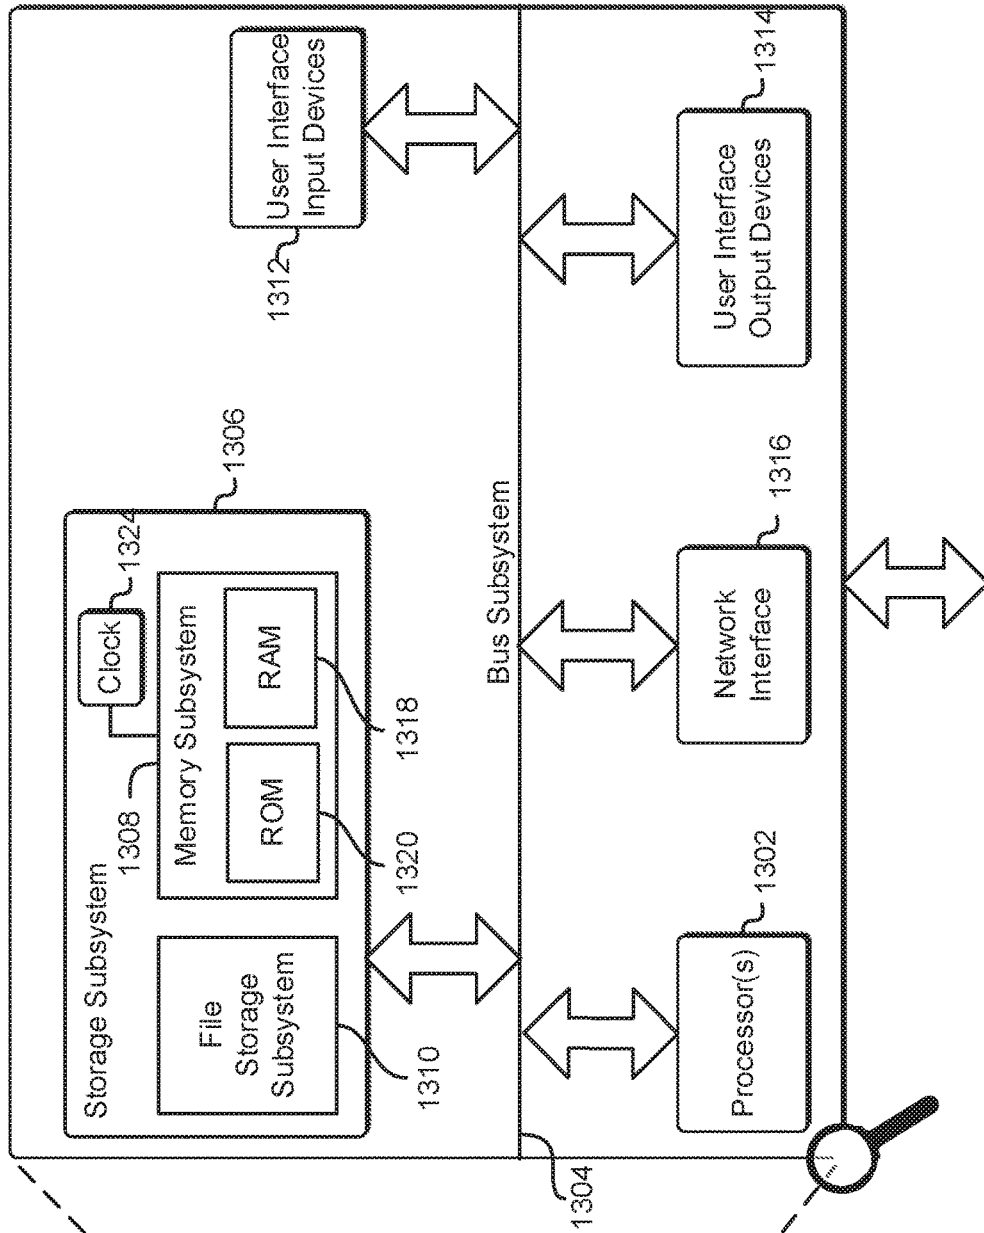 Storage Subsystem
1306
1308
1324
Clock
Memory Subsystem
File
Storage
Subsystem
ROM
RAM
1310
1320
1318
1312
User Interface
Input Devices
1304
Bus Subsystem
1302
Processor(s)
1316
Network
Interface
1314
User Interface
Output Devices